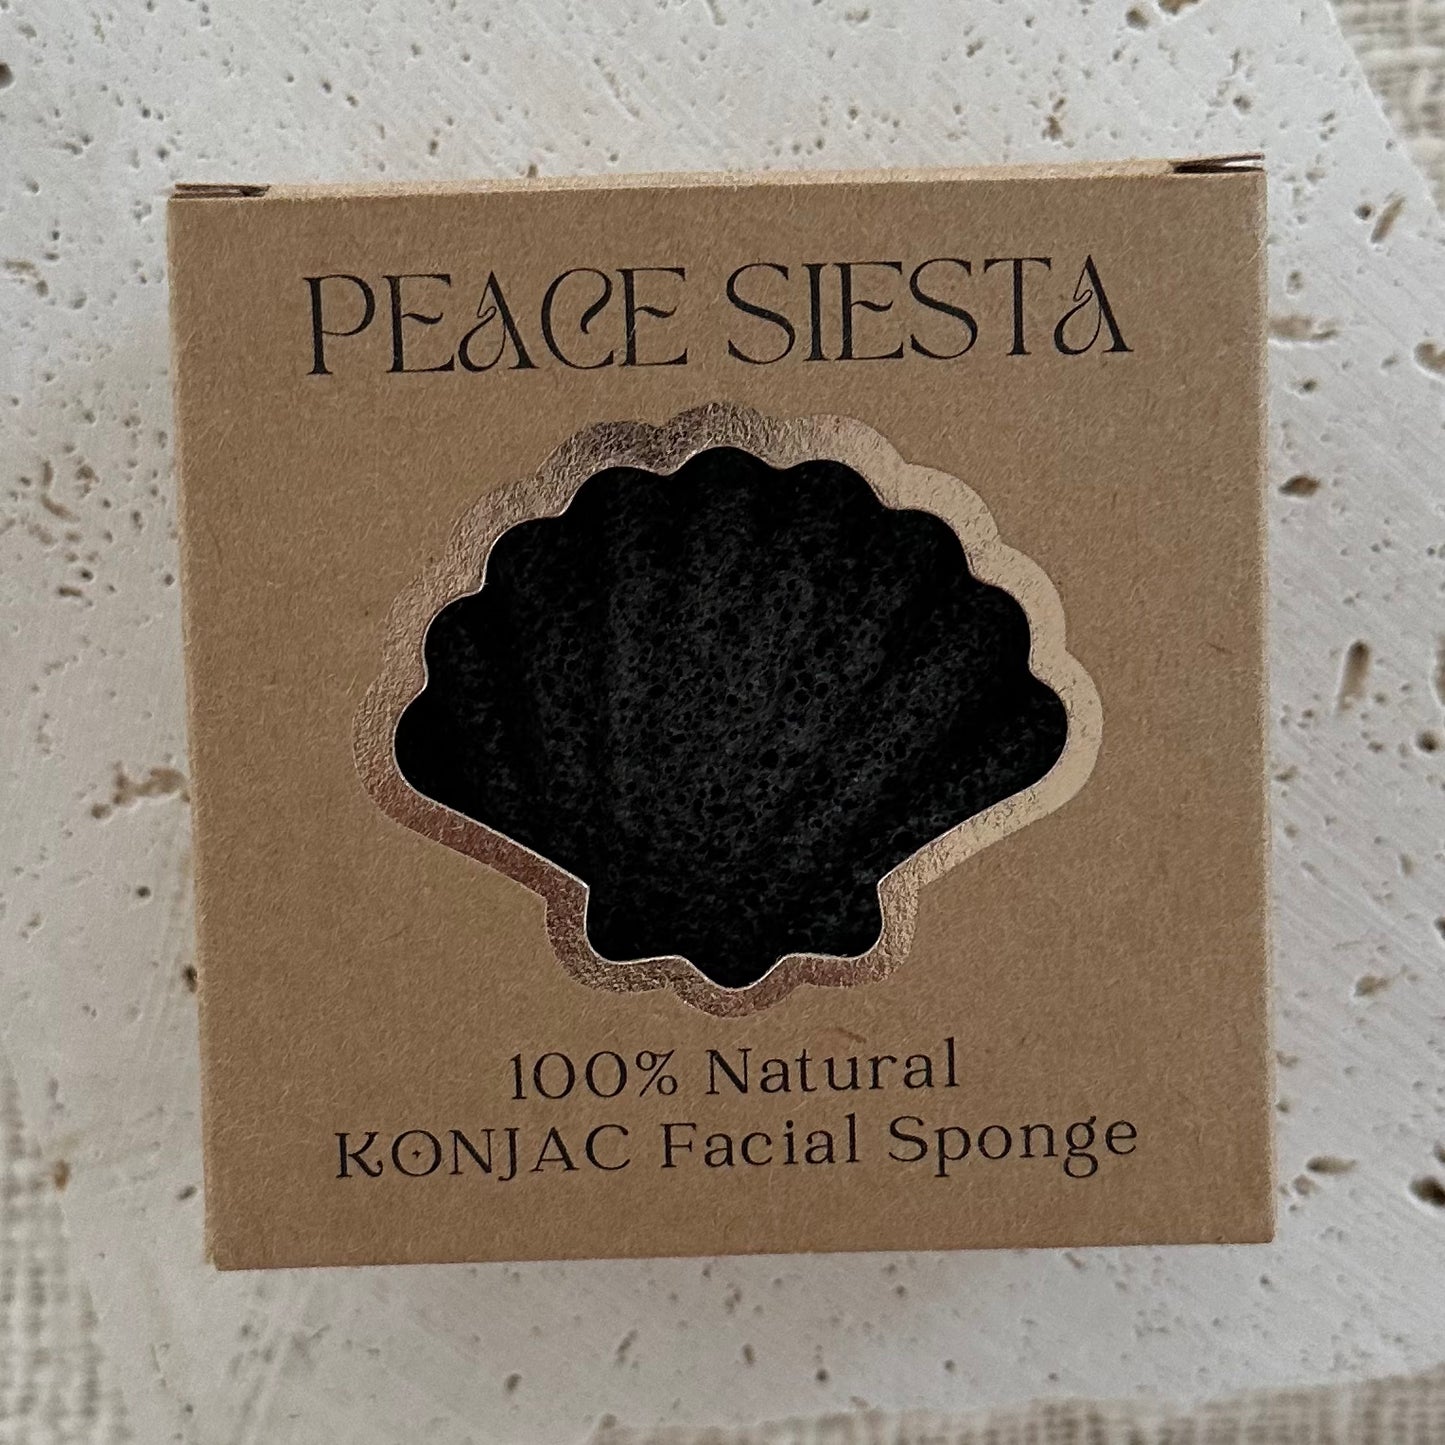 PEACE SIESTA
100% Natural
KONJAC Facial Sponge